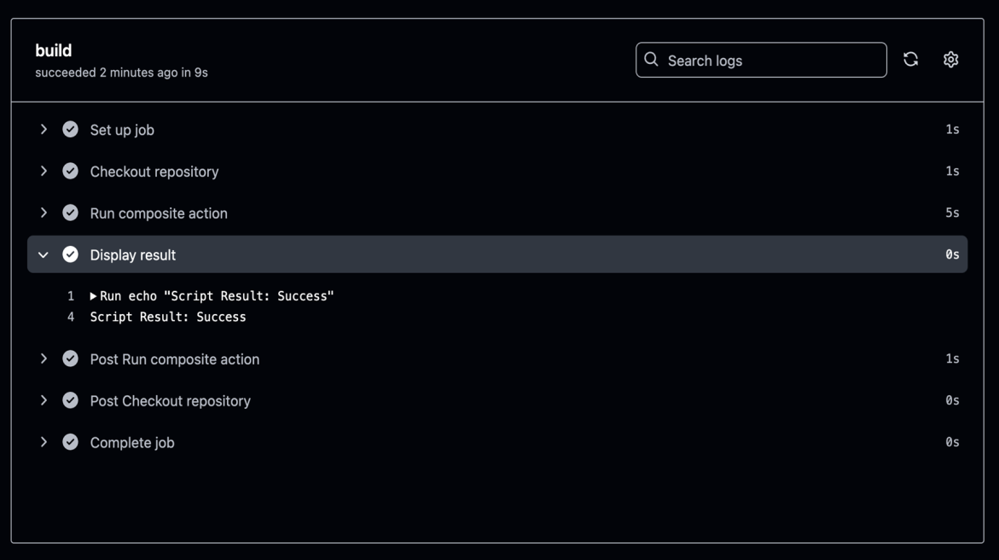 build
succeeded 2 minutes ago in 9s
Search logs
Set up job 1s
Checkout repository 1s
Run composite action 5s
Display result 0s
1 Run echo "Script Result: Success"
4 Script Result: Success
Post Run composite action 1s
Post Checkout repository 0s
Complete job 0s